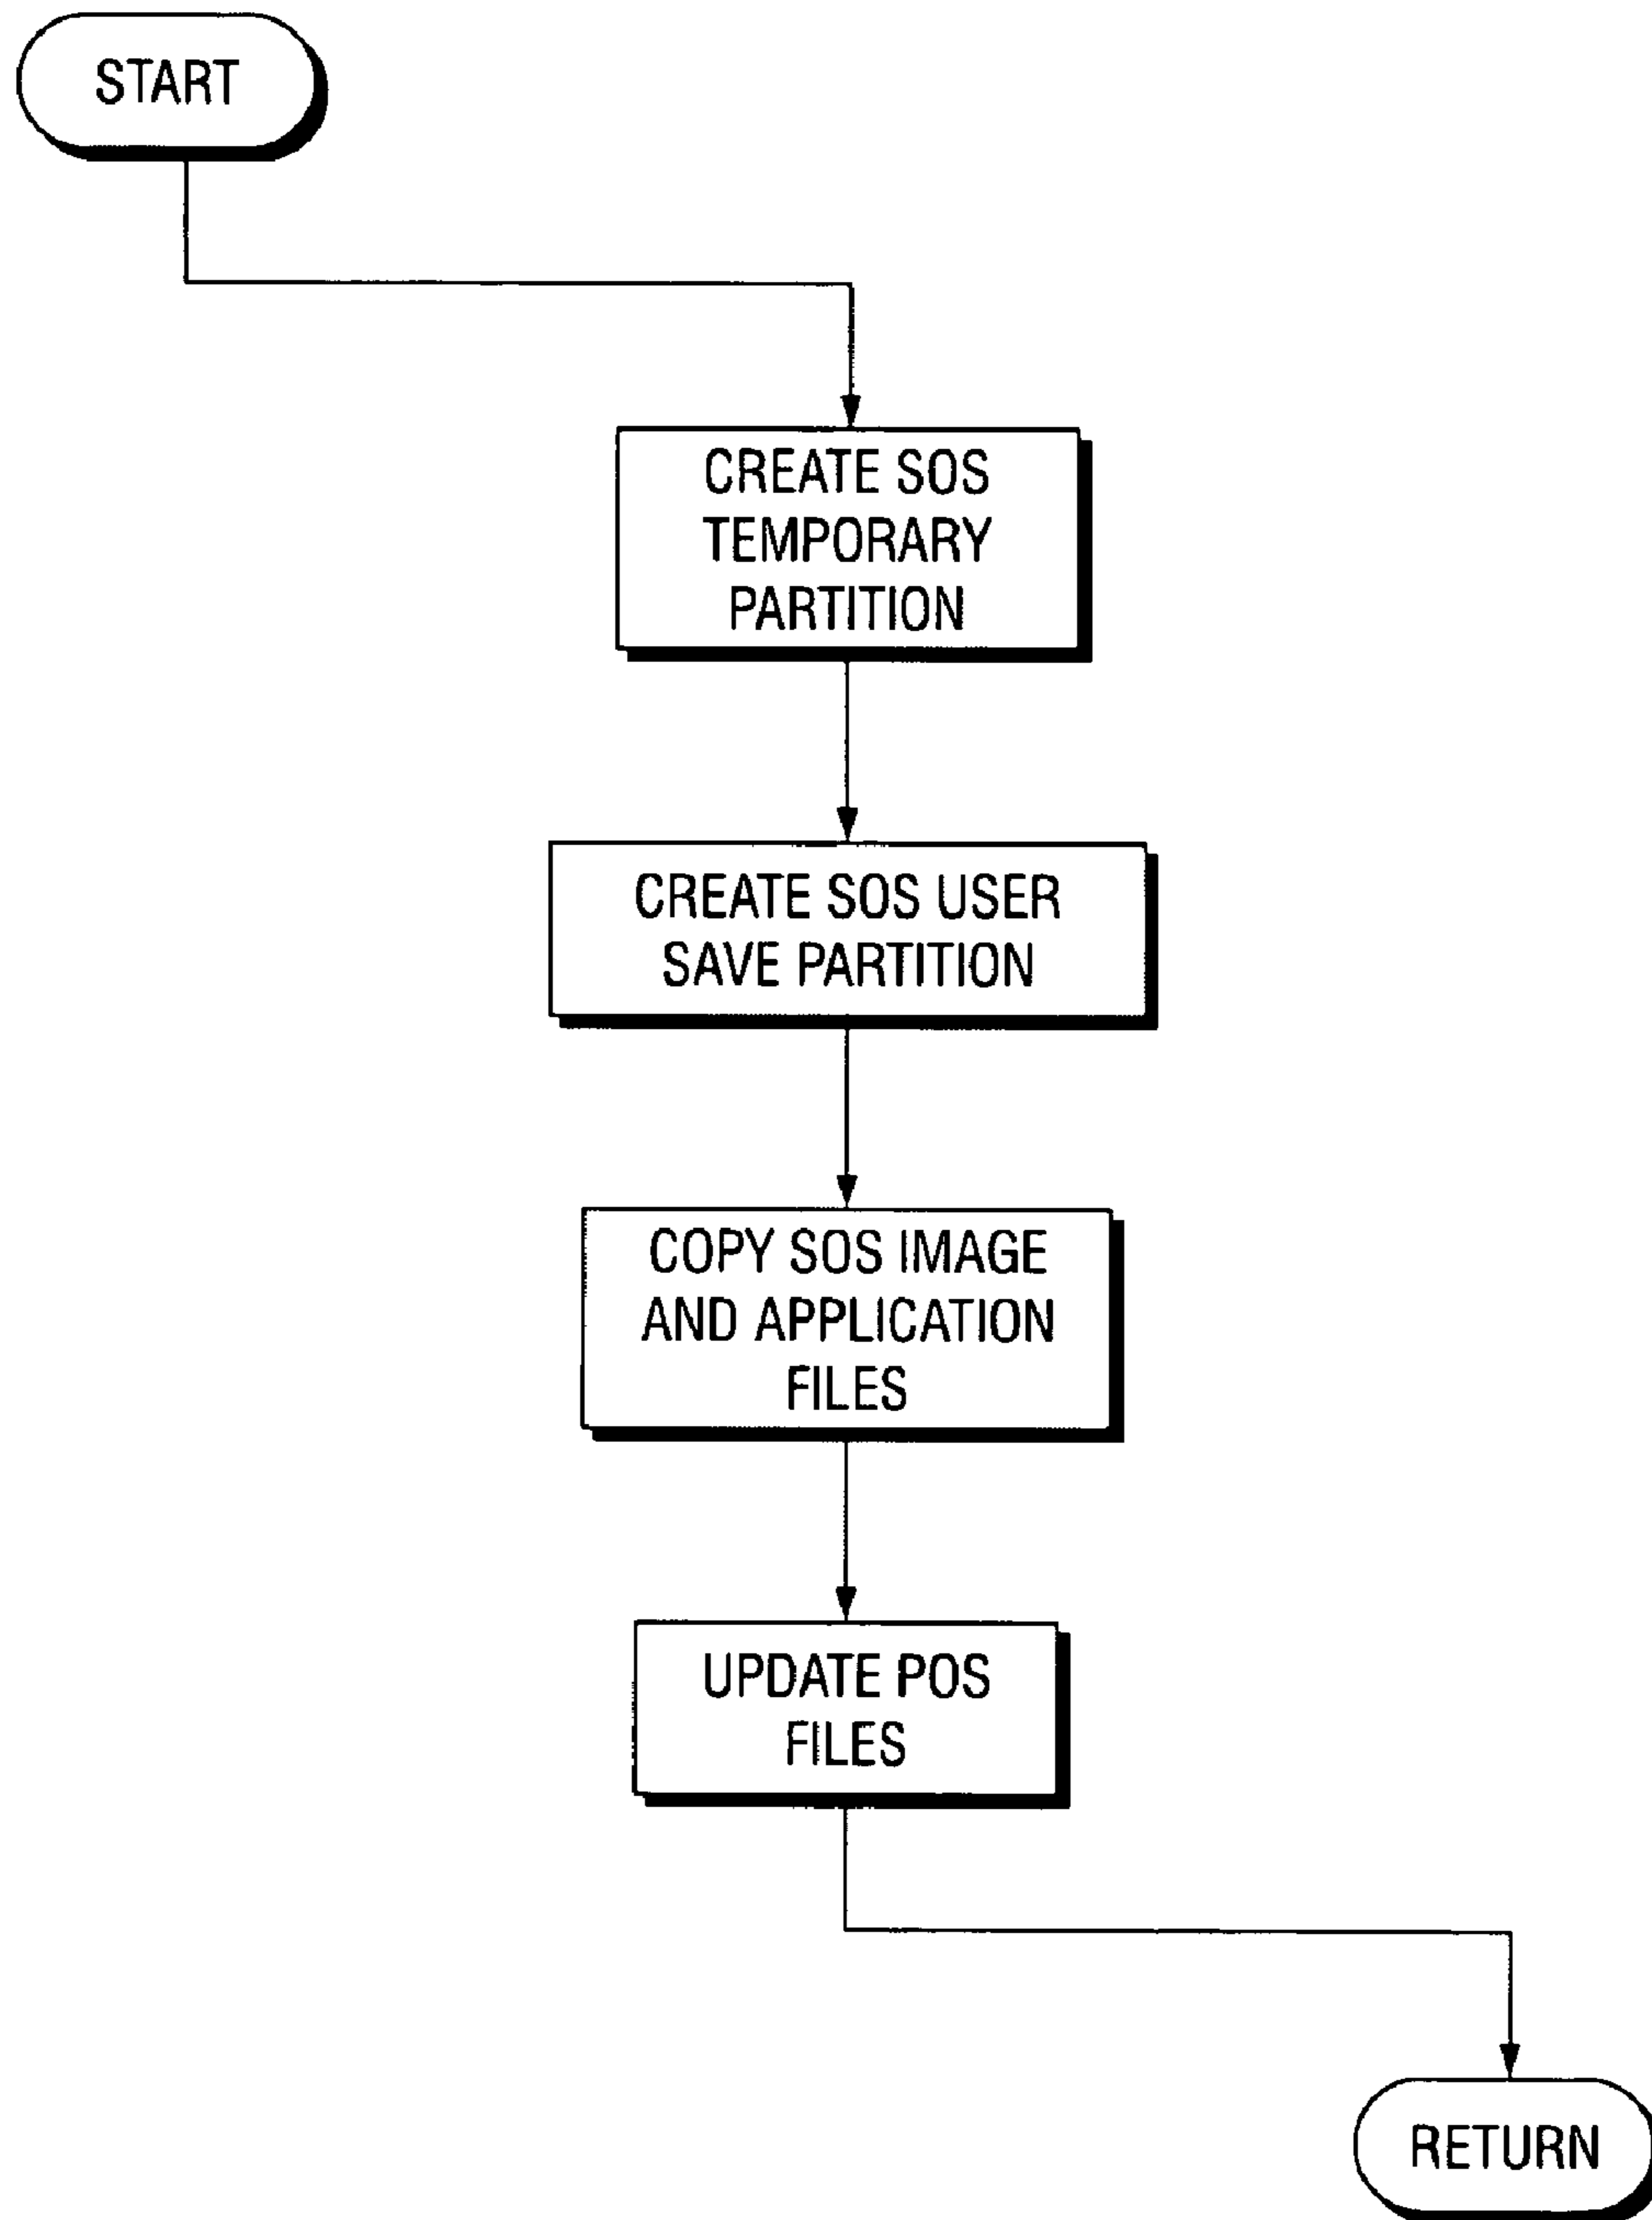 START
CREATE SOS
TEMPORARY
PARTITION
CREATE SOS USER
SAVE PARTITION
COPY SOS IMAGE
AND APPLICATION
FILES
UPDATE POS
FILES
RETURN